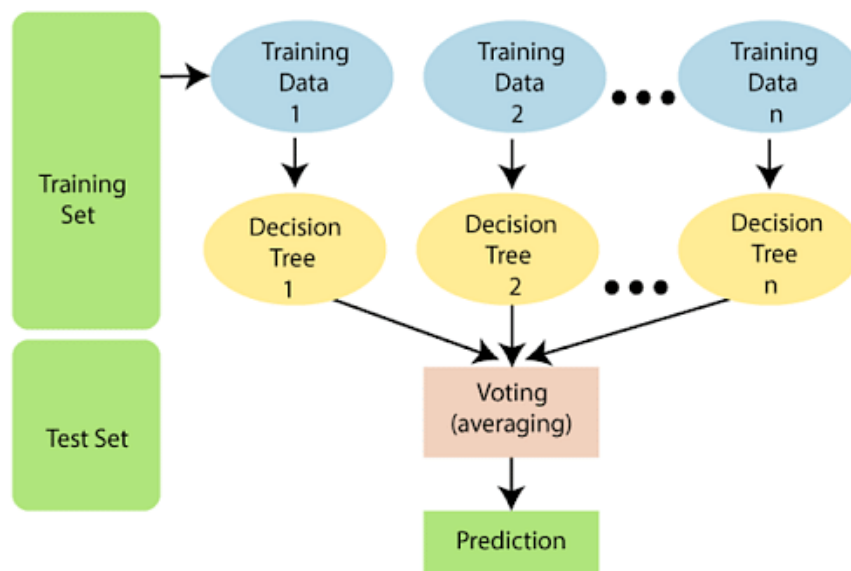 Training
Set
Test Set
Training
Data
1
Training
Data
2
Training
Data
n
Decision
Tree
1
Decision
Tree
2
Decision
Tree
n
Voting
(averaging)
Prediction